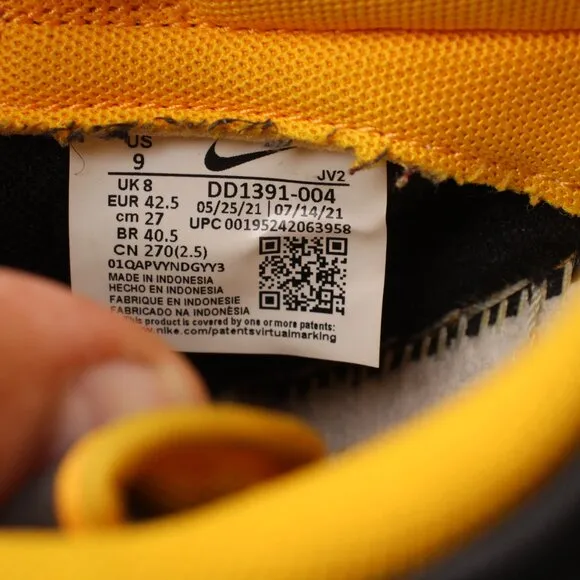 US
9
JV2
UK 8
EUR 42.5
cm 27
BR 40.5
CN 270(2.5)
DD1391-004
05/25/21 | 07/14/21
UPC 00195242063958
01QAPVYNDGYY3
MADE IN INDONESIA
HECHO EN INDONESIA
FABRIQUE EN INDONESIE
FABRICADO NA INDONÉSIA
This product is covered by one or more patents:
www.nike.com/patentsvirtualmarking